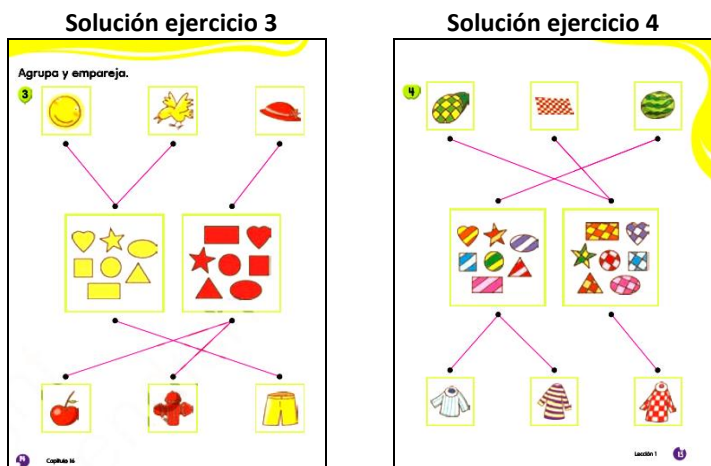 Solución ejercicio 3
Solución ejercicio 4
Agrupa y empareja.
3
4
Capítulo 16
Lección 1